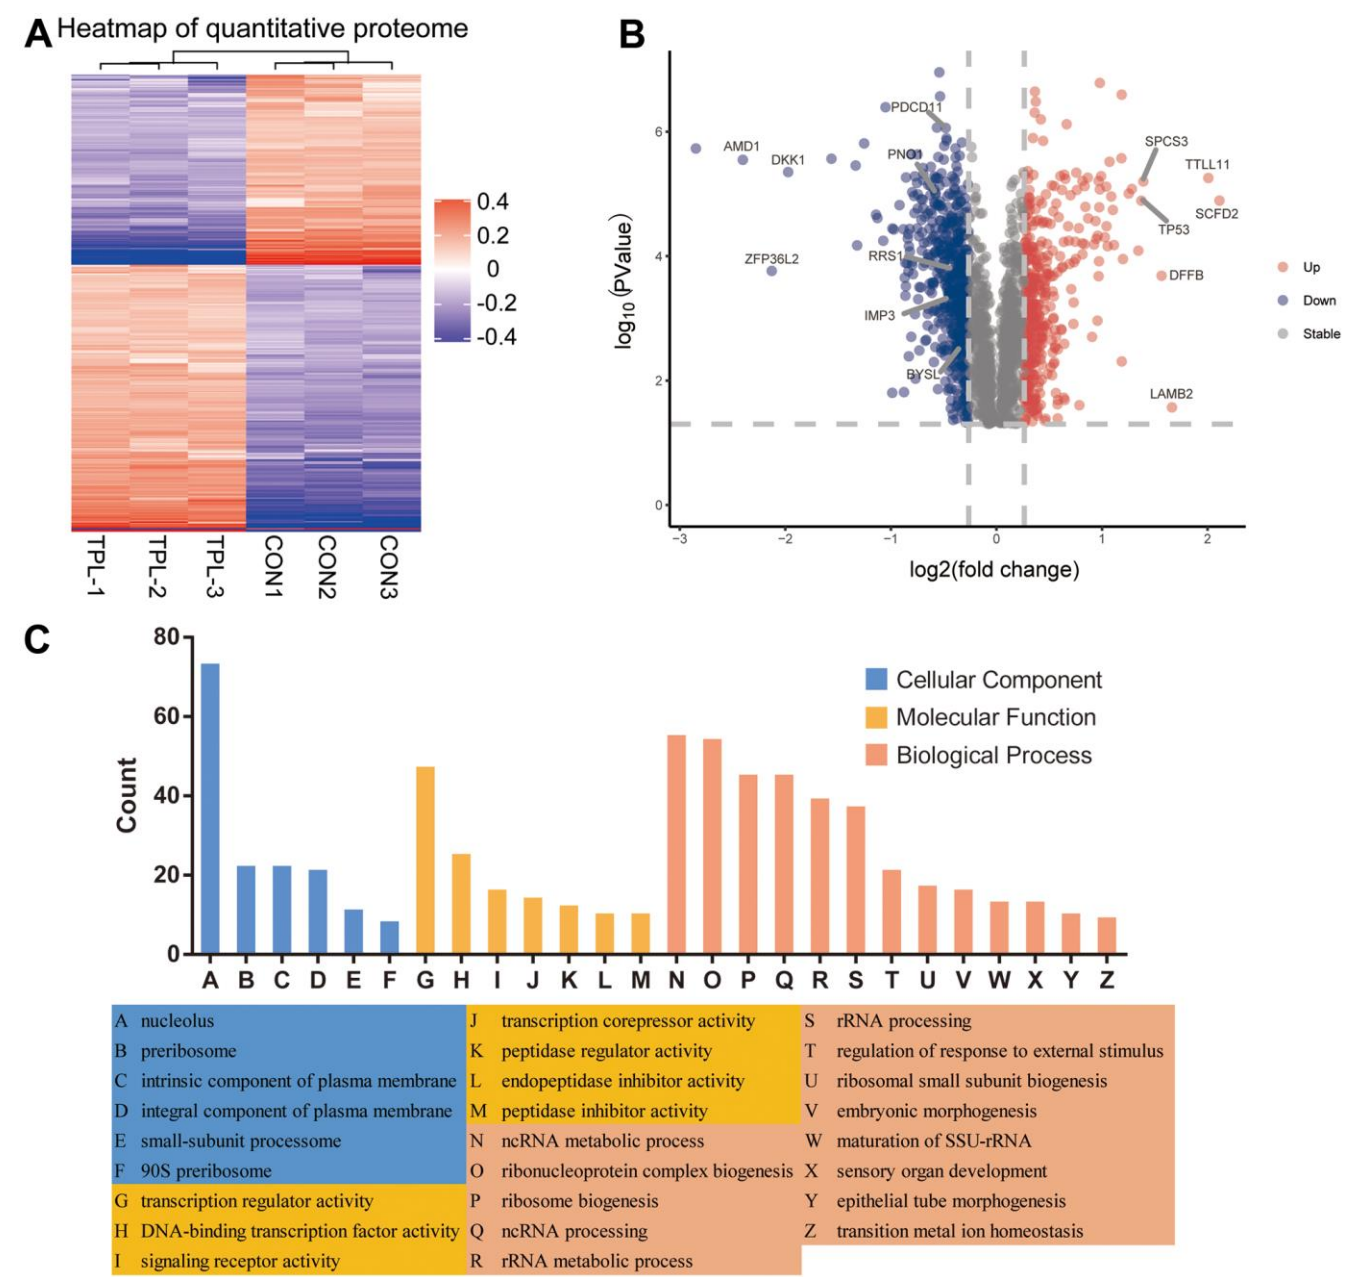 A Heatmap of quantitative proteome
0.4
0.2
0
-0.2
-0.4
TPL-1
TPL-2
TPL-3
CON1
CON2
CON3
B
log10 (PValue)
6
4
2
0
−3
−2
−1
0
1
2
log2(fold change)
PDCD11
AMD1
DKK1
PNO1
ZFP36L2
RRS1
IMP3
BYSL
SPCS3
TTLL11
SCFD2
TP53
DFFB
LAMB2
Up
Down
Stable
C
Count
80
60
40
20
0
Cellular Component
Molecular Function
Biological Process
A B C D E F G H I J K L M N O P Q R S T U V W X Y Z
A nucleolus
B preribosome
C intrinsic component of plasma membrane
D integral component of plasma membrane
E small-subunit processome
F 90S preribosome
G transcription regulator activity
H DNA-binding transcription factor activity
I signaling receptor activity
J transcription corepressor activity
K peptidase regulator activity
L endopeptidase inhibitor activity
M peptidase inhibitor activity
N ncRNA metabolic process
O ribonucleoprotein complex biogenesis
P ribosome biogenesis
Q ncRNA processing
R rRNA metabolic process
S rRNA processing
T regulation of response to external stimulus
U ribosomal small subunit biogenesis
V embryonic morphogenesis
W maturation of SSU-rRNA
X sensory organ development
Y epithelial tube morphogenesis
Z transition metal ion homeostasis